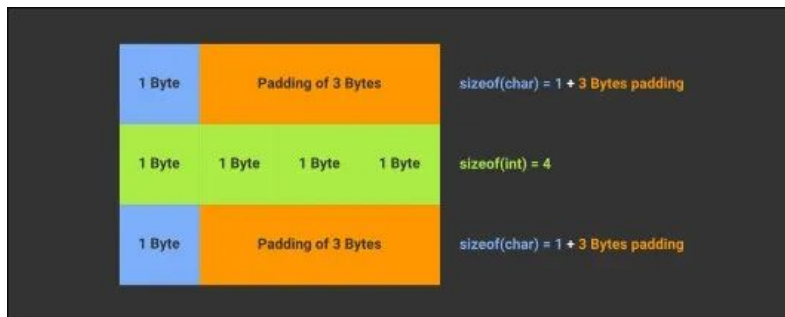 1 Byte Padding of 3 Bytes sizeof(char) = 1 + 3 Bytes padding
1 Byte 1 Byte 1 Byte 1 Byte sizeof(int) = 4
1 Byte Padding of 3 Bytes sizeof(char) = 1 + 3 Bytes padding